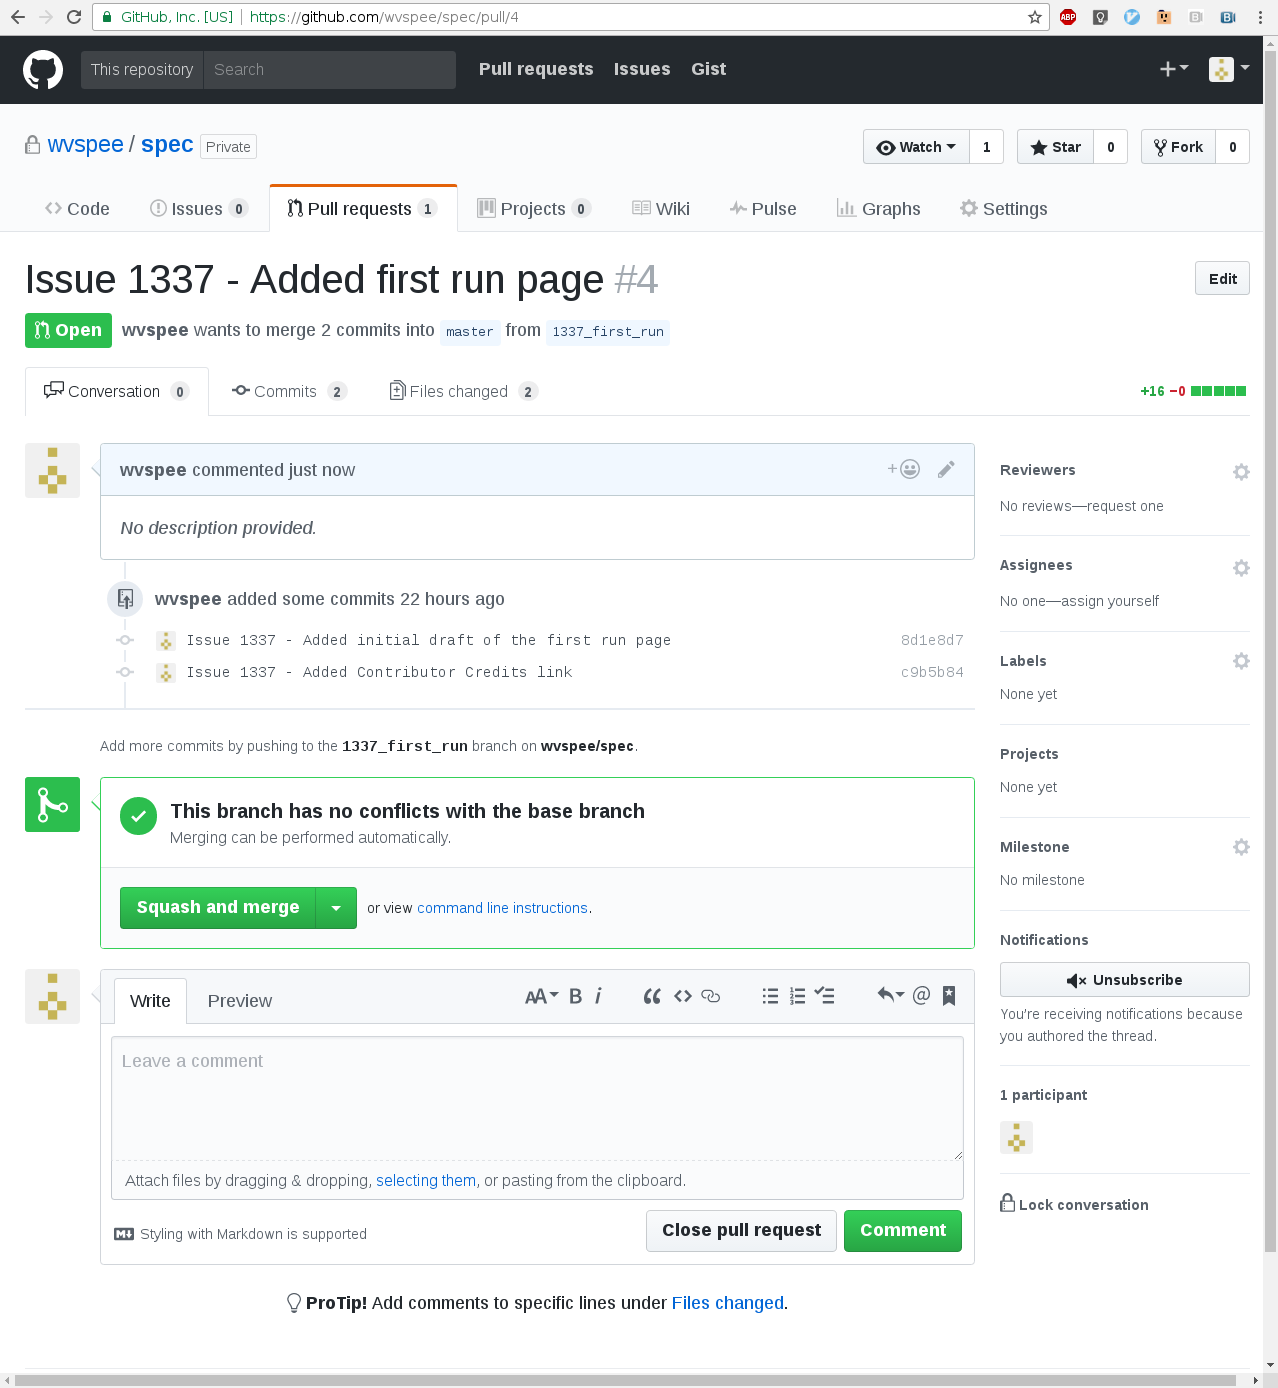 GitHub, Inc. [US] https://github.com/wvspee/spec/pull/4
This repository Search Pull requests Issues Gist
wvspee / spec Private Watch 1 Star 0 Fork 0
Code Issues 0 Pull requests 1 Projects 0 Wiki Pulse Graphs Settings
Issue 1337 - Added first run page #4 Edit
Open wvspee wants to merge 2 commits into master from 1337_first_run
Conversation 0 Commits 2 Files changed 2 +16 −0
wvspee commented just now
No description provided.
wvspee added some commits 22 hours ago
Issue 1337 - Added initial draft of the first run page 8d1e8d7
Issue 1337 - Added Contributor Credits link c9b5b84
Add more commits by pushing to the 1337_first_run branch on wvspee/spec.
This branch has no conflicts with the base branch
Merging can be performed automatically.
Squash and merge or view command line instructions.
Write Preview AA B i
Leave a comment
Attach files by dragging & dropping, selecting them, or pasting from the clipboard.
Styling with Markdown is supported Close pull request Comment
ProTip! Add comments to specific lines under Files changed.
Reviewers
No reviews—request one
Assignees
No one—assign yourself
Labels
None yet
Projects
None yet
Milestone
No milestone
Notifications
Unsubscribe
You're receiving notifications because
you authored the thread.
1 participant
Lock conversation